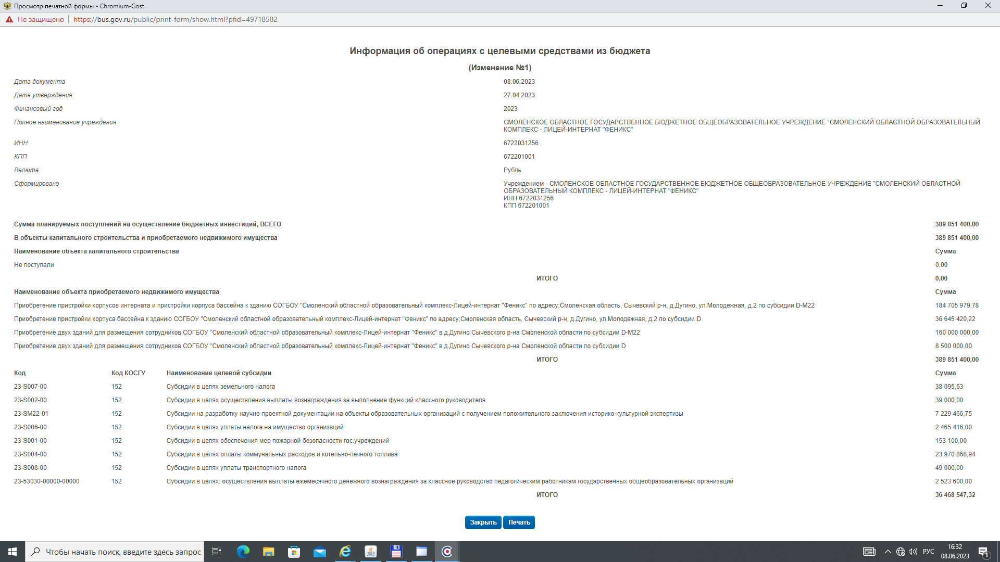 Просмотр печатной формы - Chromium-Gost
Не защищено https://bus.gov.ru/public/print-form/show.html?pfid=49718582
Информация об операциях с целевыми средствами из бюджета
(Изменение №1)
Дата документа 08.06.2023
Дата утверждения 27.04.2023
Финансовый год 2023
Полное наименование учреждения СМОЛЕНСКОЕ ОБЛАСТНОЕ ГОСУДАРСТВЕННОЕ БЮДЖЕТНОЕ ОБЩЕОБРАЗОВАТЕЛЬНОЕ УЧРЕЖДЕНИЕ "СМОЛЕНСКИЙ ОБЛАСТНОЙ ОБРАЗОВАТЕЛЬНЫЙ
КОМПЛЕКС - ЛИЦЕЙ-ИНТЕРНАТ "ФЕНИКС"
ИНН 6722031256
КПП 672201001
Валюта Рубль
Сформировано Учреждением - СМОЛЕНСКОЕ ОБЛАСТНОЕ ГОСУДАРСТВЕННОЕ БЮДЖЕТНОЕ ОБЩЕОБРАЗОВАТЕЛЬНОЕ УЧРЕЖДЕНИЕ "СМОЛЕНСКИЙ ОБЛАСТНОЙ
ОБРАЗОВАТЕЛЬНЫЙ КОМПЛЕКС - ЛИЦЕЙ-ИНТЕРНАТ "ФЕНИКС"
ИНН 6722031256
КПП 672201001
Сумма планируемых поступлений на осуществление бюджетных инвестиций, ВСЕГО 389 851 400,00
В объекты капитального строительства и приобретаемого недвижимого имущества 389 851 400,00
Наименование объекта капитального строительства Сумма
Не поступали 0,00
ИТОГО 0,00
Наименование объекта приобретаемого недвижимого имущества Сумма
Приобретение пристройки корпусов интерната и пристройки корпуса бассейна к зданию СОГБОУ "Смоленский областной образовательный комплекс-Лицей-интернат "Феникс" по адресу;Смоленская область, Сычевский р-н, д.Дугино, ул.Молодежная, д.2 по субсидии D-M22 184 705 979,78
Приобретение пристройки корпуса бассейна к зданию СОГБОУ "Смоленский областной образовательный комплекс-Лицей-интернат "Феникс" по адресу;Смоленская область, Сычевский р-н, д.Дугино, ул.Молодежная, д.2 по субсидии D 36 645 420,22
Приобретение двух зданий для размещения сотрудников СОГБОУ "Смоленский областной образовательный комплекс-Лицей-интернат "Феникс" в д.Дугино Сычевского р-на Смоленской области по субсидии D-M22 160 000 000,00
Приобретение двух зданий для размещения сотрудников СОГБОУ "Смоленский областной образовательный комплекс-Лицей-интернат "Феникс" в д.Дугино Сычевского р-на Смоленской области по субсидии D 8 500 000,00
ИТОГО 389 851 400,00
Код Код КОСГУ Наименование целевой субсидии Сумма
23-S007-00 152 Субсидии в целях земельного налога 38 095,63
23-S002-00 152 Субсидии в целях осуществления выплаты вознаграждения за выполнение функций классного руководителя 39 000,00
23-SM22-01 152 Субсидии на разработку научно-проектной документации на объекты образовательных организаций с получением положительного заключения историко-культурной экспертизы 7 229 466,75
23-S006-00 152 Субсидии в целях уплаты налога на имущество организаций 2 465 416,00
23-S001-00 152 Субсидии в целях обеспечения мер пожарной безопасности гос.учреждений 153 100,00
23-S004-00 152 Субсидии в целях оплаты коммунальных расходов и котельно-печного топлива 23 970 868,94
23-S008-00 152 Субсидии в целях уплаты транспортного налога 49 000,00
23-53030-00000-00000 152 Субсидии в целях: осуществления выплаты ежемесячного денежного вознаграждения за классное руководство педагогическим работникам государственных общеобразовательных организаций 2 523 600,00
ИТОГО 36 468 547,32
Закрыть Печать
Чтобы начать поиск, введите здесь запрос
РУС
16:32
08.06.2023
1